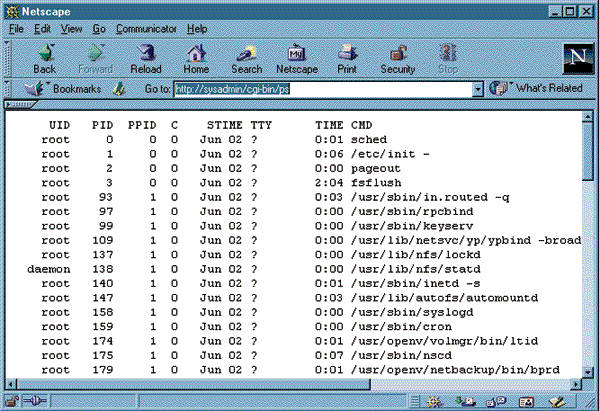 Netscape
File Edit View Go Communicator Help
Back Forward Reload Home Search Netscape Print Security Stop
My
N
Bookmarks Go to: http://sysadmin/cgi-bin/ps What's Related
UID PID PPID C STIME TTY TIME CMD
root 0 0 0 Jun 02 ? 0:01 sched
root 1 0 0 Jun 02 ? 0:06 /etc/init -
root 2 0 0 Jun 02 ? 0:00 pageout
root 3 0 0 Jun 02 ? 2:04 fsflush
root 93 1 0 Jun 02 ? 0:03 /usr/sbin/in.routed -q
root 97 1 0 Jun 02 ? 0:01 /usr/sbin/rpcbind
root 99 1 0 Jun 02 ? 0:00 /usr/sbin/keyserv
root 109 1 0 Jun 02 ? 0:00 /usr/lib/netsvc/yp/ypbind -broad
root 137 1 0 Jun 02 ? 0:00 /usr/lib/nfs/lockd
daemon 138 1 0 Jun 02 ? 0:00 /usr/lib/nfs/statd
root 140 1 0 Jun 02 ? 0:01 /usr/sbin/inetd -s
root 147 1 0 Jun 02 ? 0:03 /usr/lib/autofs/automountd
root 158 1 0 Jun 02 ? 0:00 /usr/sbin/syslogd
root 159 1 0 Jun 02 ? 0:00 /usr/sbin/cron
root 174 1 0 Jun 02 ? 0:01 /usr/openv/volmgr/bin/ltid
root 175 1 0 Jun 02 ? 0:07 /usr/sbin/nscd
root 179 1 0 Jun 02 ? 0:01 /usr/openv/netbackup/bin/bprd